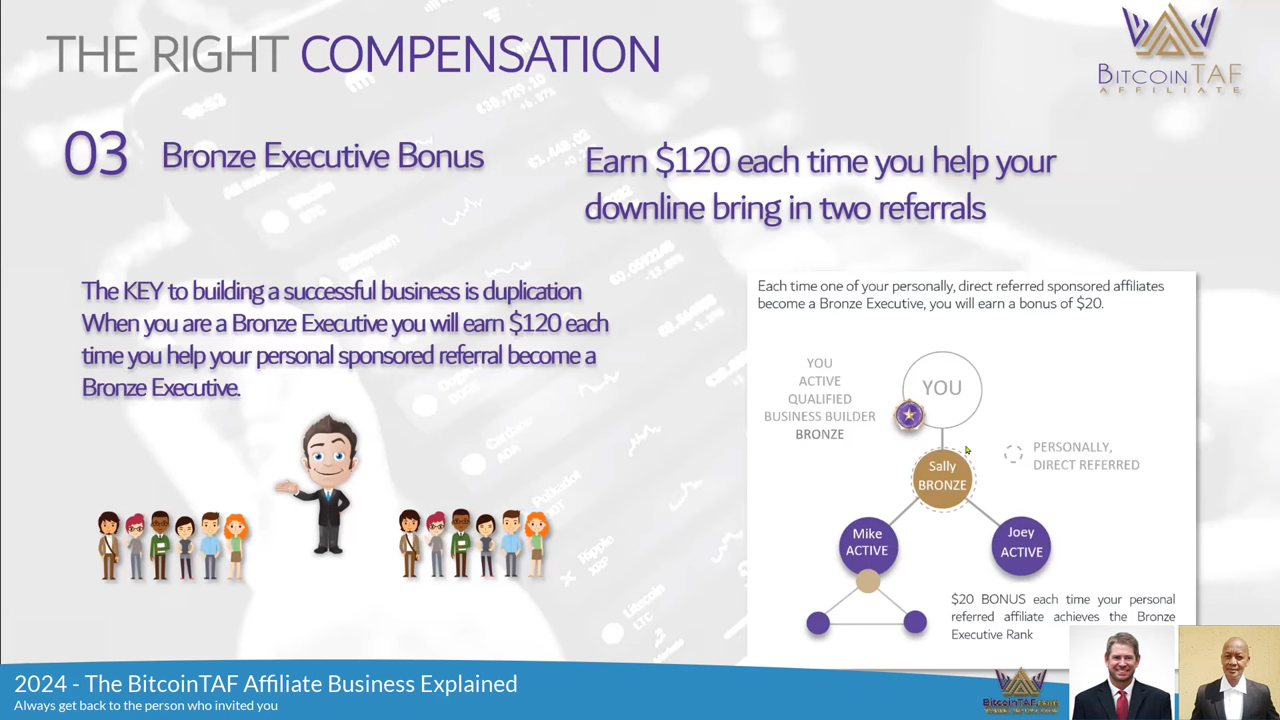 THE RIGHT COMPENSATION
BITCOINTAF
AFFILIATE
03
Bronze Executive Bonus
Earn $120 each time you help your
downline bring in two referrals
The KEY to building a successful business is duplication
When you are a Bronze Executive you will earn $120 each
time you help your personal sponsored referral become a
Bronze Executive.
Each time one of your personally, direct referred sponsored affiliates
become a Bronze Executive, you will earn a bonus of $20.
YOU
ACTIVE
QUALIFIED
BUSINESS BUILDER
BRONZE
YOU
PERSONALLY,
DIRECT REFERRED
Sally
BRONZE
Mike
ACTIVE
Joey
ACTIVE
$20 BONUS each time your personal
referred affiliate achieves the Bronze
Executive Rank
2024 - The BitcoinTAF Affiliate Business Explained
Always get back to the person who invited you